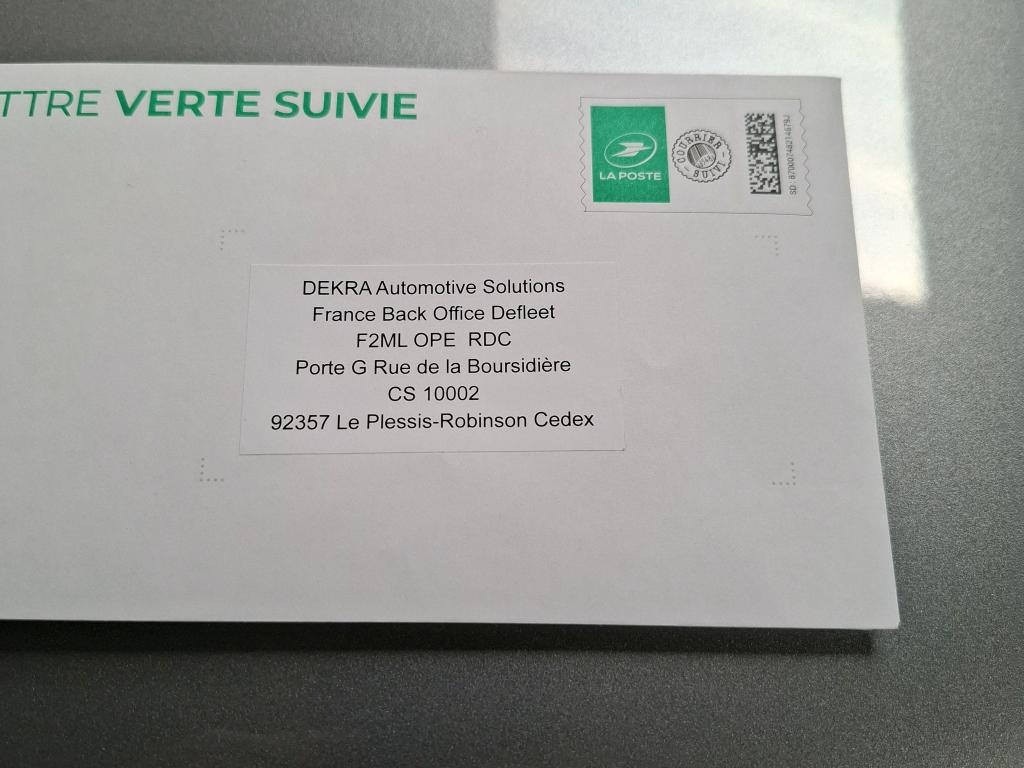 TTRE VERTE SUIVIE
LA POSTE
COURRIER
SUIVI
DEKRA Automotive Solutions
France Back Office Defleet
F2ML OPE RDC
Porte G Rue de la Boursidière
CS 10002
92357 Le Plessis-Robinson Cedex